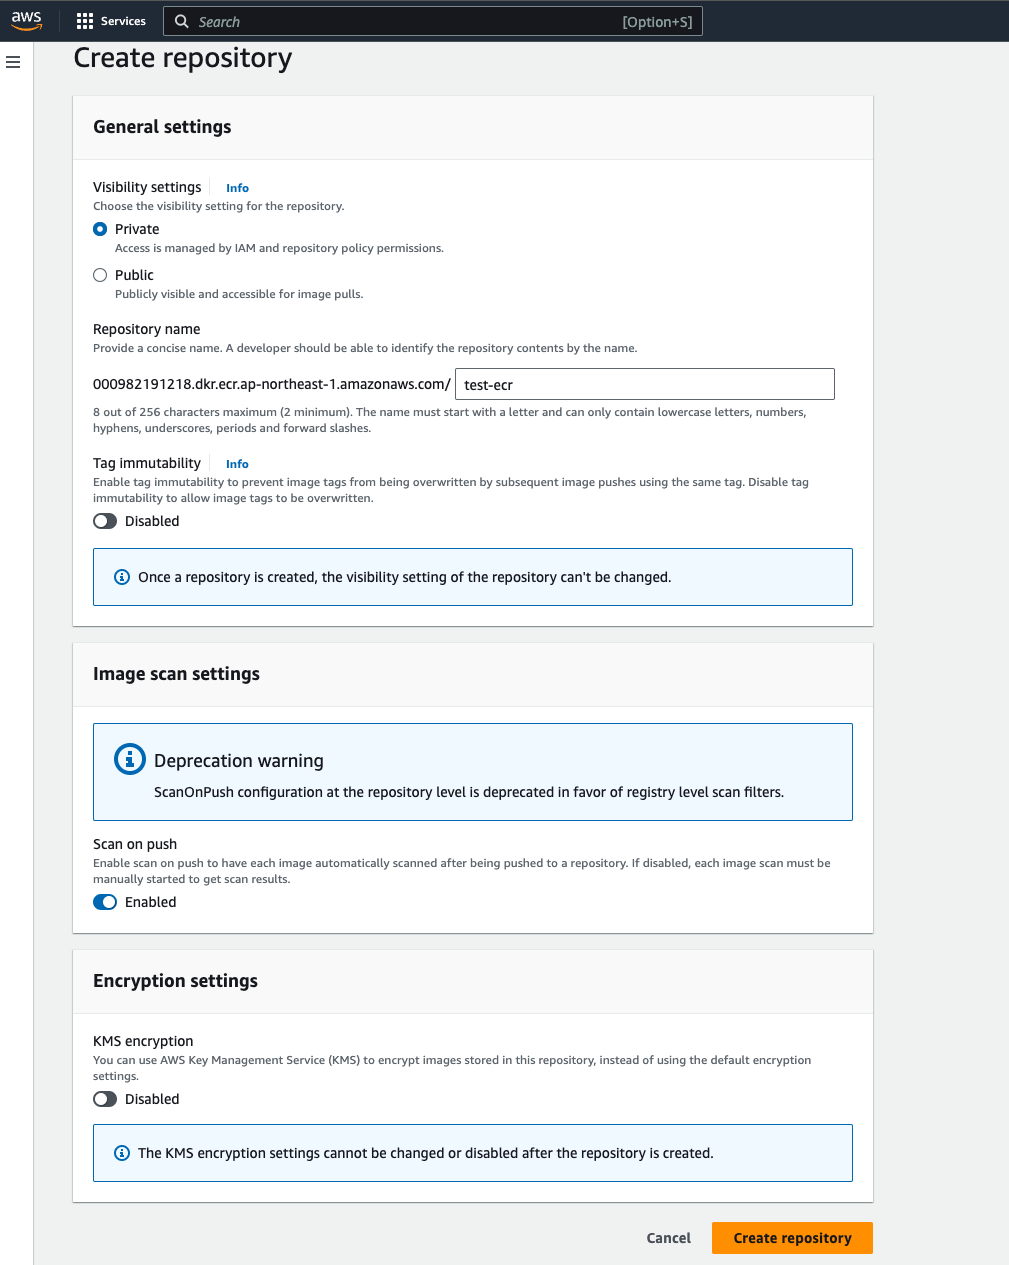 aws
Services
Search
[Option+S]
Create repository
General settings
Visibility settings
Info
Choose the visibility setting for the repository.
Private
Access is managed by IAM and repository policy permissions.
Public
Publicly visible and accessible for image pulls.
Repository name
Provide a concise name. A developer should be able to identify the repository contents by the name.
000982191218.dkr.ecr.ap-northeast-1.amazonaws.com/
test-ecr
8 out of 256 characters maximum (2 minimum). The name must start with a letter and can only contain lowercase letters, numbers,
hyphens, underscores, periods and forward slashes.
Tag immutability
Info
Enable tag immutability to prevent image tags from being overwritten by subsequent image pushes using the same tag. Disable tag
immutability to allow image tags to be overwritten.
Disabled
Once a repository is created, the visibility setting of the repository can't be changed.
Image scan settings
Deprecation warning
ScanOnPush configuration at the repository level is deprecated in favor of registry level scan filters.
Scan on push
Enable scan on push to have each image automatically scanned after being pushed to a repository. If disabled, each image scan must be
manually started to get scan results.
Enabled
Encryption settings
KMS encryption
You can use AWS Key Management Service (KMS) to encrypt images stored in this repository, instead of using the default encryption
settings.
Disabled
The KMS encryption settings cannot be changed or disabled after the repository is created.
Cancel
Create repository